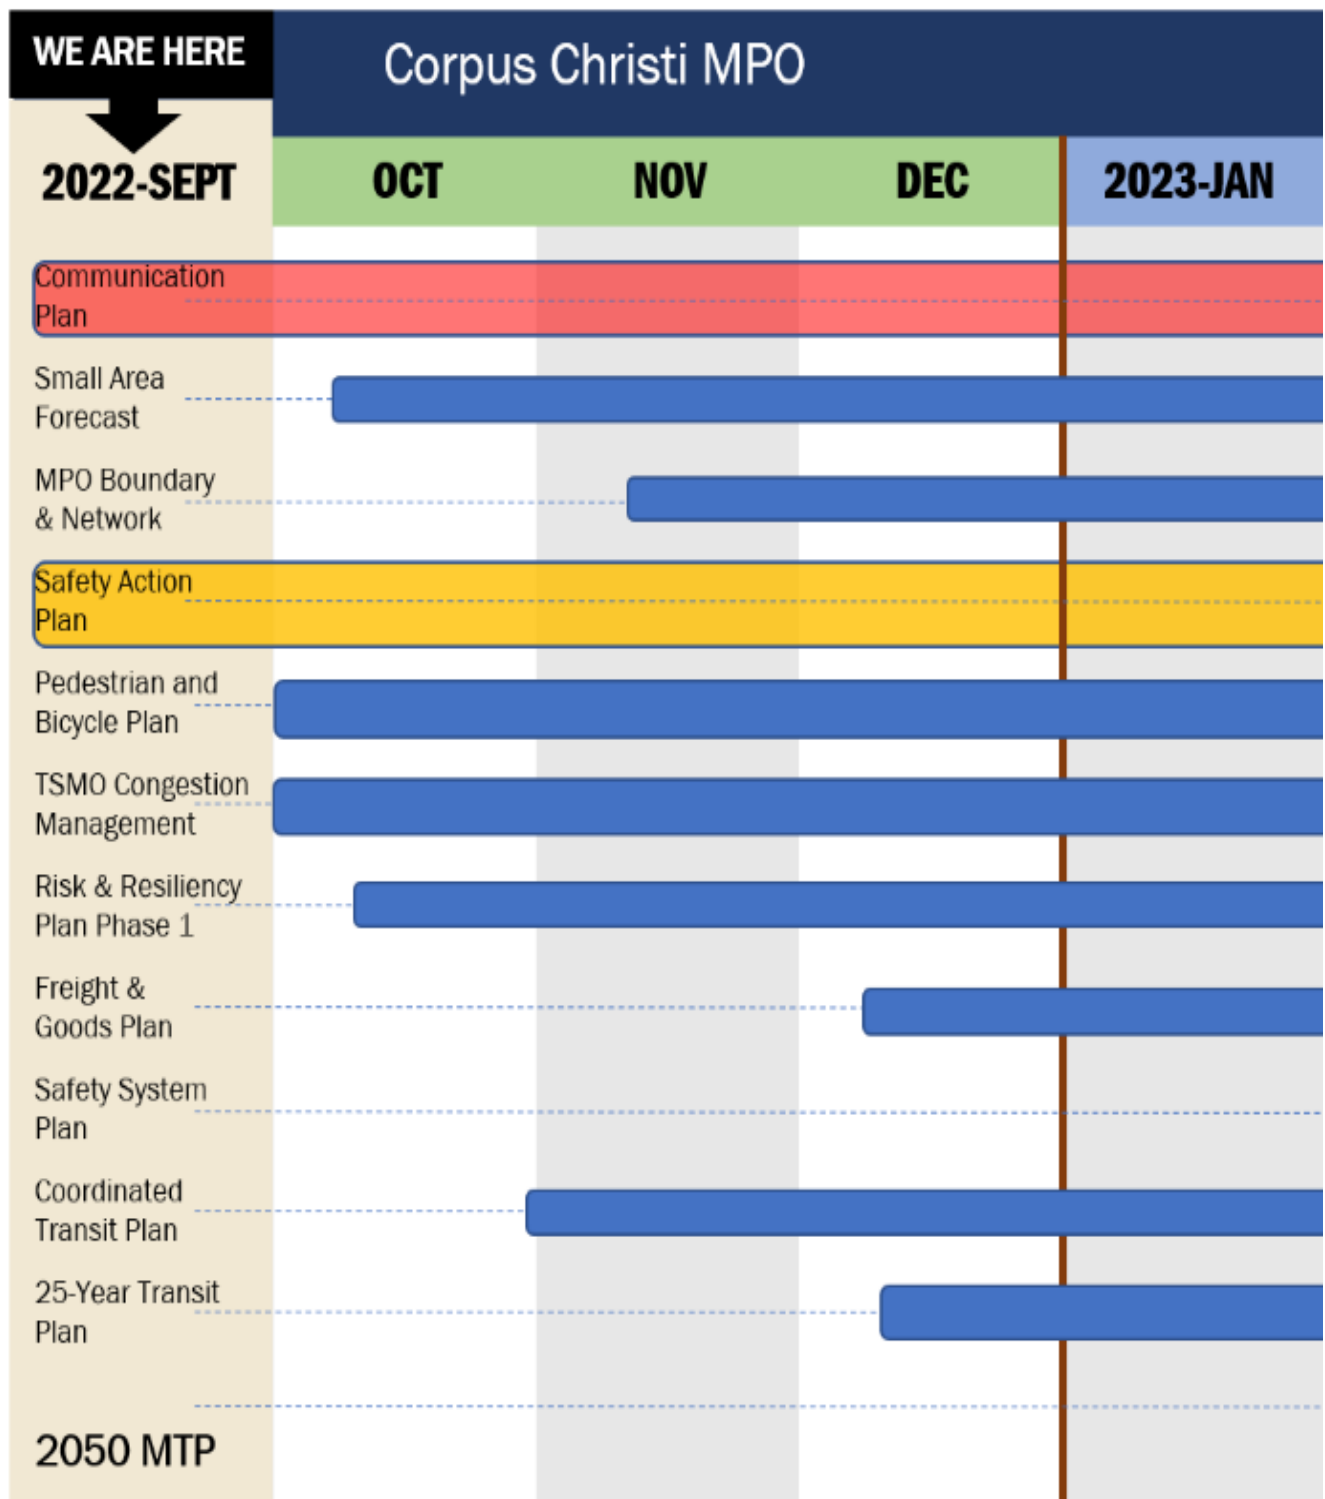 WE ARE HERE
Corpus Christi MPO
2022-SEPT
OCT
NOV
DEC
2023-JAN
Communication
Plan
Small Area
Forecast
MPO Boundary
& Network
Safety Action
Plan
Pedestrian and
Bicycle Plan
TSMO Congestion
Management
Risk & Resiliency
Plan Phase 1
Freight &
Goods Plan
Safety System
Plan
Coordinated
Transit Plan
25-Year Transit
Plan
2050 MTP